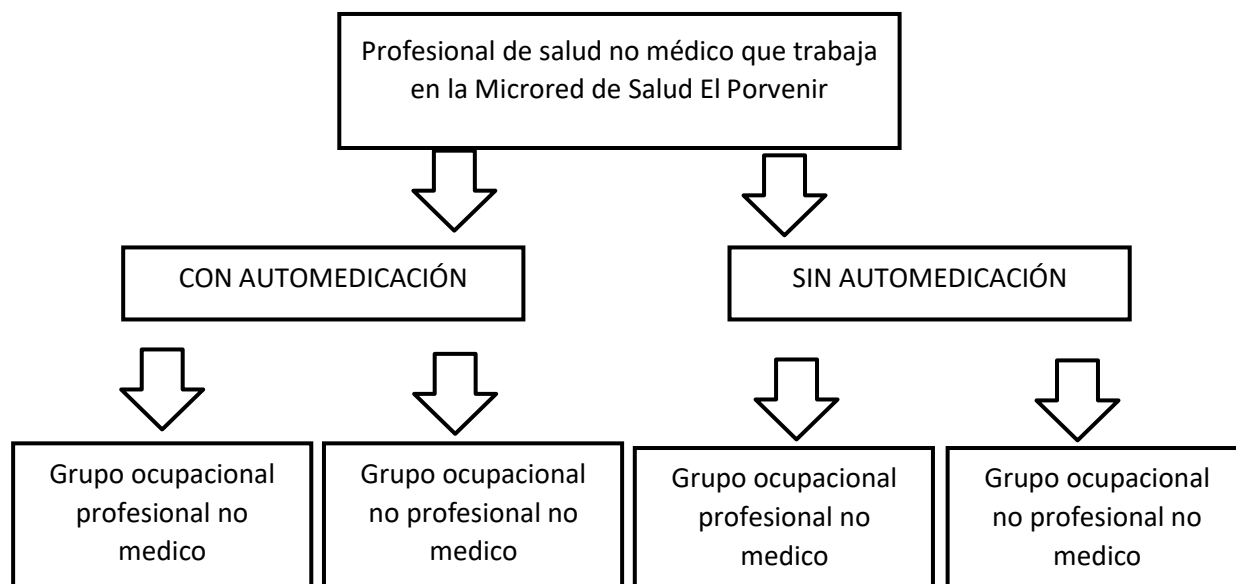 Profesional de salud no médico que trabaja
en la Microred de Salud El Porvenir
CON AUTOMEDICACIÓN
SIN AUTOMEDICACIÓN
Grupo ocupacional
profesional no
medico
Grupo ocupacional
no profesional no
medico
Grupo ocupacional
profesional no
medico
Grupo ocupacional
no profesional no
medico